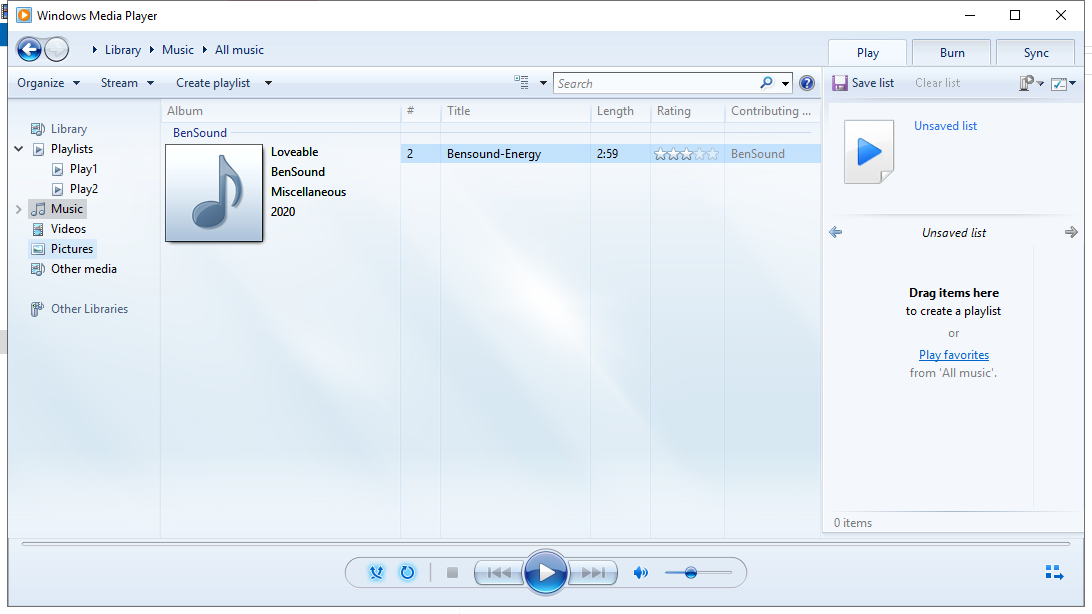 Windows Media Player
Library Music All music
Play Burn Sync
Organize Stream Create playlist Search Save list Clear list
Album # Title Length Rating Contributing ...
BenSound
Loveable
BenSound
Miscellaneous
2020
2 Bensound-Energy 2:59 BenSound
Library
Playlists
Play1
Play2
Music
Videos
Pictures
Other media
Other Libraries
Unsaved list
Unsaved list
Drag items here
to create a playlist
or
Play favorites
from 'All music'.
0 items